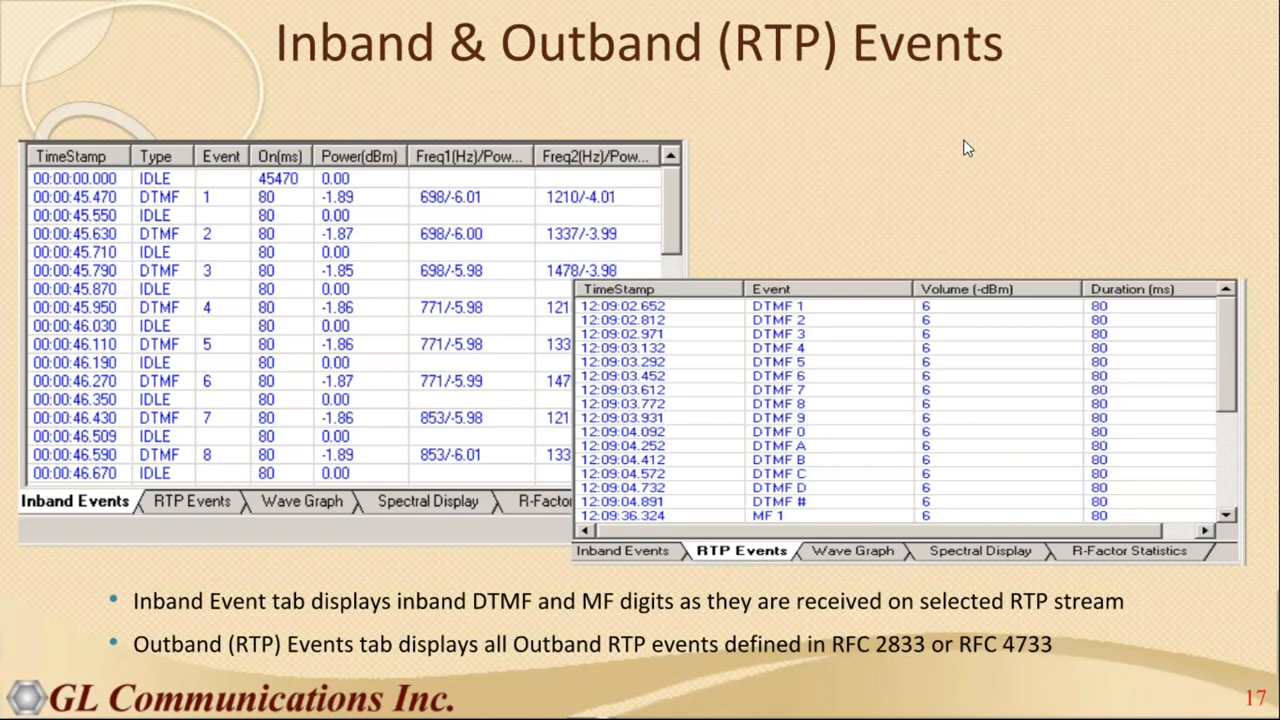 Inband & Outband (RTP) Events
TimeStamp Type Event On(ms) Power(dBm) Freq1(Hz)/Pow... Freq2(Hz)/Pow...
00:00:00.000 IDLE 45470 0.00
00:00:45.470 DTMF 1 80 -1.89 698/-6.01 1210/-4.01
00:00:45.550 IDLE 80 0.00
00:00:45.630 DTMF 2 80 -1.87 698/-6.00 1337/-3.99
00:00:45.710 IDLE 80 0.00
00:00:45.790 DTMF 3 80 -1.85 698/-5.98 1478/-3.98
00:00:45.870 IDLE 80 0.00
00:00:45.950 DTMF 4 80 -1.86 771/-5.98 121
00:00:46.030 IDLE 80 0.00
00:00:46.110 DTMF 5 80 -1.86 771/-5.98 133
00:00:46.190 IDLE 80 0.00
00:00:46.270 DTMF 6 80 -1.87 771/-5.99 147
00:00:46.350 IDLE 80 0.00
00:00:46.430 DTMF 7 80 -1.86 853/-5.98 121
00:00:46.509 IDLE 80 0.00
00:00:46.590 DTMF 8 80 -1.89 853/-6.01 133
00:00:46.670 IDLE 80 0.00
Inband Events RTP Events Wave Graph Spectral Display R-Facto
TimeStamp Event Volume (-dBm) Duration (ms)
12:09:02.652 DTMF 1 6 80
12:09:02.812 DTMF 2 6 80
12:09:02.971 DTMF 3 6 80
12:09:03.132 DTMF 4 6 80
12:09:03.292 DTMF 5 6 80
12:09:03.452 DTMF 6 6 80
12:09:03.612 DTMF 7 6 80
12:09:03.772 DTMF 8 6 80
12:09:03.931 DTMF 9 6 80
12:09:04.092 DTMF 0 6 80
12:09:04.252 DTMF A 6 80
12:09:04.412 DTMF B 6 80
12:09:04.572 DTMF C 6 80
12:09:04.732 DTMF D 6 80
12:09:04.891 DTMF # 6 80
12:09:36.324 MF 1 6 80
Inband Events RTP Events Wave Graph Spectral Display R-Factor Statistics
• Inband Event tab displays inband DTMF and MF digits as they are received on selected RTP stream
• Outband (RTP) Events tab displays all Outband RTP events defined in RFC 2833 or RFC 4733
GL Communications Inc.
17